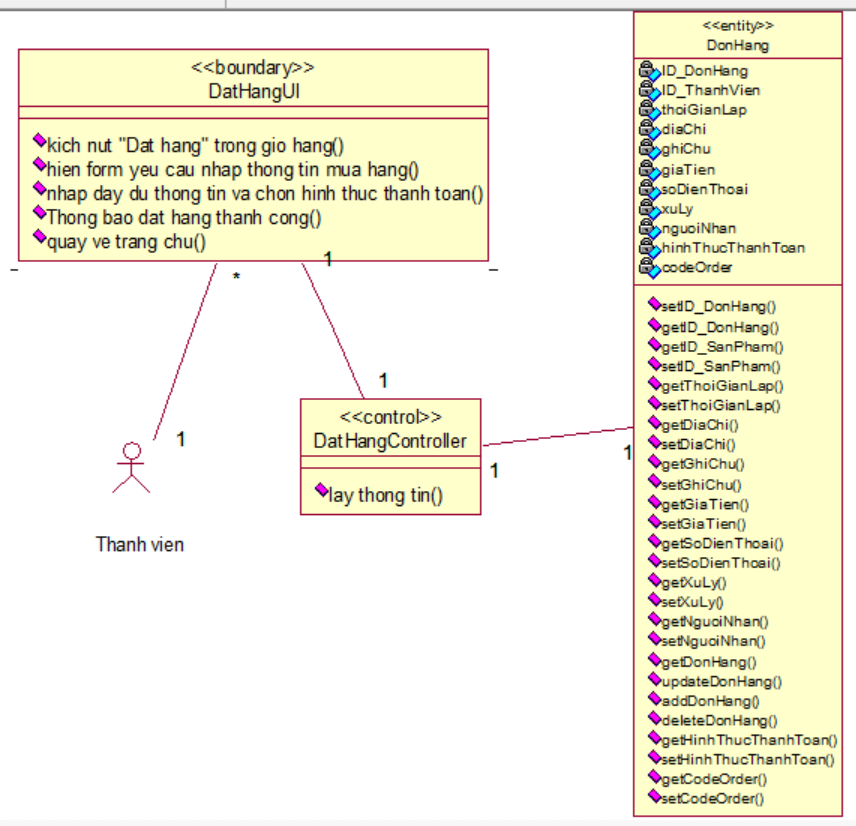 <<boundary>>
DatHangUI
kich nut "Dat hang" trong gio hang()
hien form yeu cau nhap thong tin mua hang()
nhap day du thong tin va chon hinh thuc thanh toan()
Thong bao dat hang thanh cong()
quay ve trang chu()
*
1
1
Thanh vien
1
<<control>>
DatHangController
lay thong tin()
1
1
<<entity>>
DonHang
ID_DonHang
ID_ThanhVien
thoiGianLap
diaChi
ghiChu
giaTien
soDienThoai
xuLy
nguoiNhan
hinhThucThanhToan
codeOrder
setID_DonHang()
getID_DonHang()
getID_SanPham()
setID_SanPham()
getThoiGianLap()
setThoiGianLap()
getDiaChi()
setDiaChi()
getGhiChu()
setGhiChu()
getGiaTien()
setGiaTien()
getSoDienThoai()
setSoDienThoai()
getXuLy()
setXuLy()
getNguoiNhan()
setNguoiNhan()
getDonHang()
updateDonHang()
addDonHang()
deleteDonHang()
getHinhThucThanhToan()
setHinhThucThanhToan()
getCodeOrder()
setCodeOrder()